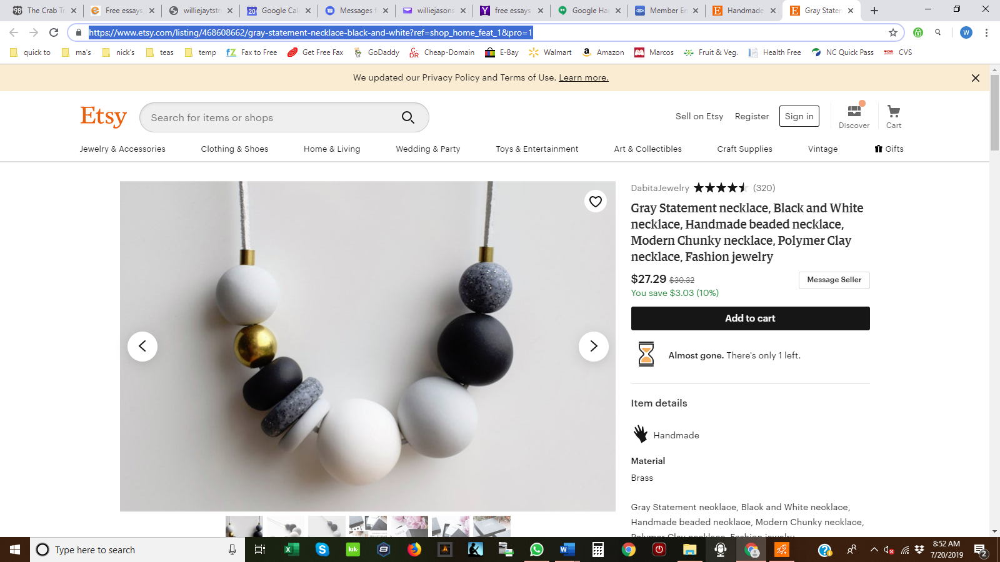 The Crab Tr
Free essays,
williejaytstr
Google Cal
Messages f
williejasons
free essays
Google Ha
Member En
Handmade
Gray Staten
https://www.etsy.com/listing/468608662/gray-statement-necklace-black-and-white?ref=shop_home_feat_1&pro=1
W
quick to
ma's
nick's
teas
temp
Fax to Free
Get Free Fax
GoDaddy
Cheap-Domain
E-Bay
Walmart
Amazon
Marcos
Fruit & Veg.
Health Free
NC Quick Pass
CVS
We updated our Privacy Policy and Terms of Use. Learn more.
Etsy
Search for items or shops
Sell on Etsy
Register
Sign in
Discover
Cart
Jewelry & Accessories
Clothing & Shoes
Home & Living
Wedding & Party
Toys & Entertainment
Art & Collectibles
Craft Supplies
Vintage
Gifts
DabitaJewelry
(320)
Gray Statement necklace, Black and White
necklace, Handmade beaded necklace,
Modern Chunky necklace, Polymer Clay
necklace, Fashion jewelry
$27.29 $30.32
You save $3.03 (10%)
Message Seller
Add to cart
Almost gone. There's only 1 left.
Item details
Handmade
Material
Brass
Gray Statement necklace, Black and White necklace,
Handmade beaded necklace, Modern Chunky necklace,
Polymer Clay necklace, Fashion jewelry
Type here to search
8:52 AM
7/20/2019
2